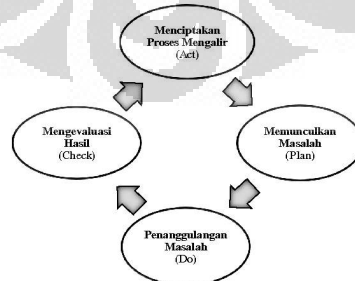 Menciptakan
Proses Mengalir
(Act)
Memunculkan
Masalah
(Plan)
Penanggulangan
Masalah
(Do)
Mengevaluasi
Hasil
(Check)